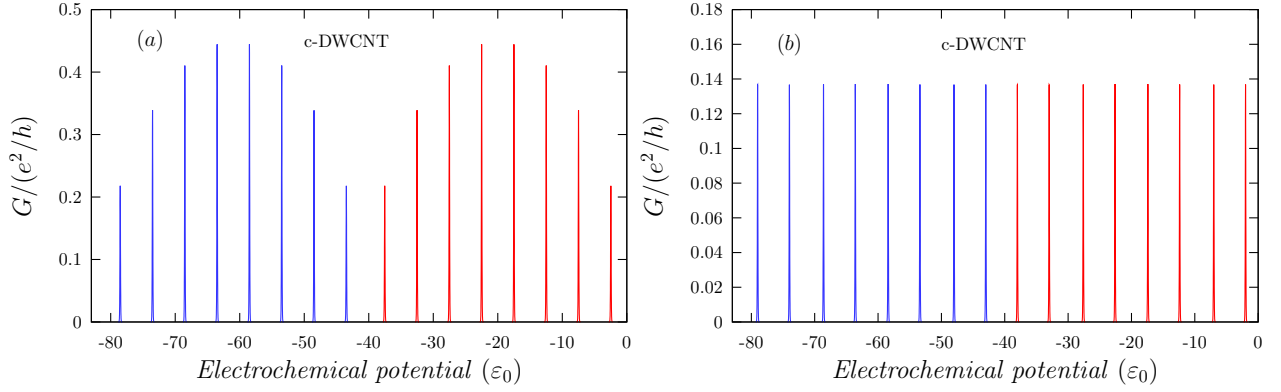 (a)
c-DWCNT
G/(e²/h)
0.5
0.4
0.3
0.2
0.1
0
-80 -70 -60 -50 -40 -30 -20 -10 0
Electrochemical potential (ε₀)
(b)
c-DWCNT
G/(e²/h)
0.18
0.16
0.14
0.12
0.1
0.08
0.06
0.04
0.02
0
-80 -70 -60 -50 -40 -30 -20 -10 0
Electrochemical potential (ε₀)